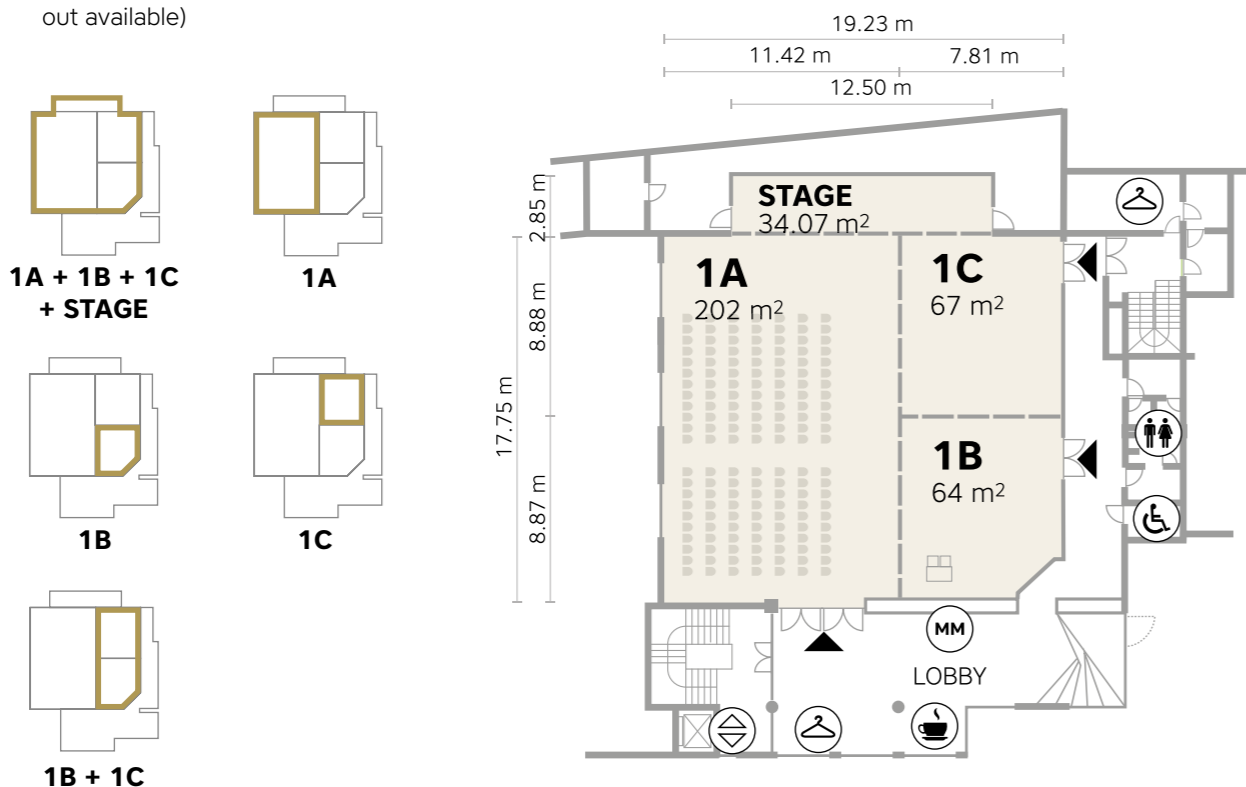 out available)
1A + 1B + 1C
+ STAGE
1A
1B
1C
1B + 1C
19.23 m
11.42 m
7.81 m
12.50 m
2.85 m
8.88 m
17.75 m
8.87 m
STAGE
34.07 m²
1A
202 m²
1C
67 m²
1B
64 m²
MM
LOBBY